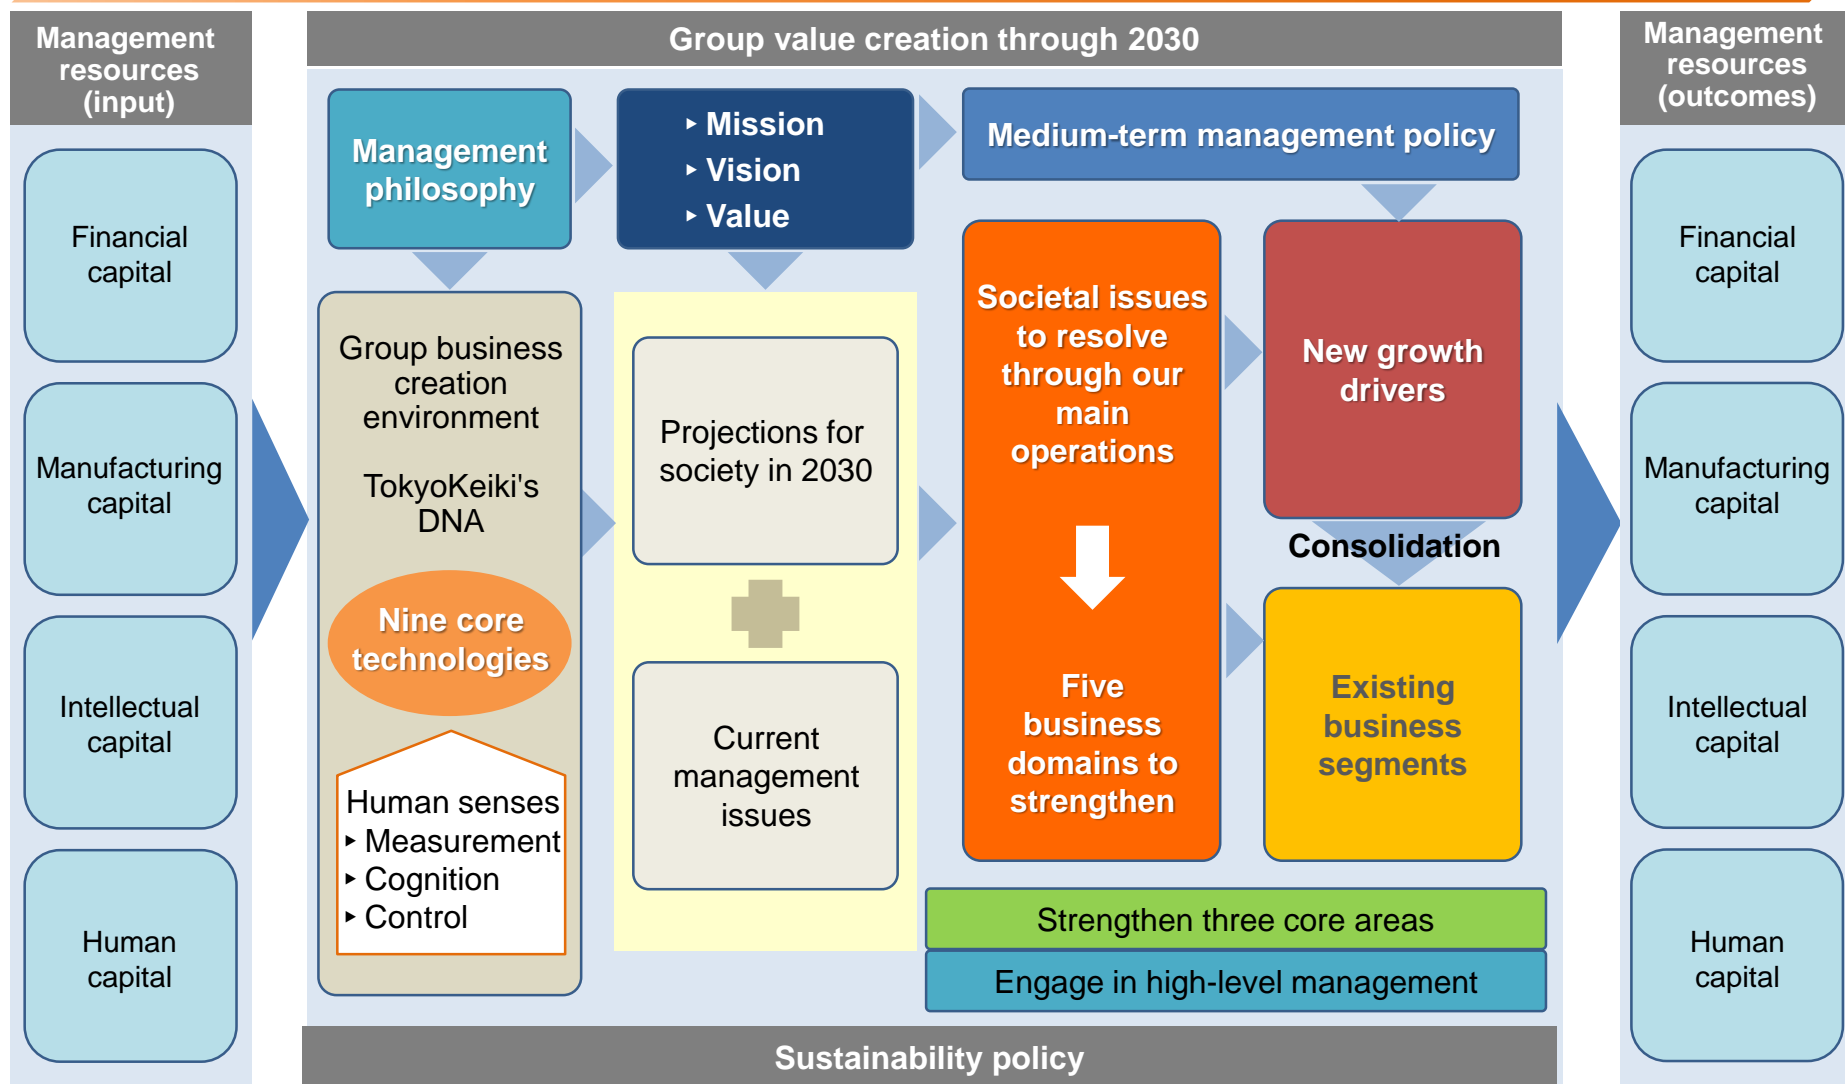 Management
resources
(input)
Financial
capital
Manufacturing
capital
Intellectual
capital
Human
capital
Group value creation through 2030
Management
philosophy
‣ Mission
‣ Vision
‣ Value
Medium-term management policy
Group business
creation
environment
TokyoKeiki's
DNA
Nine core
technologies
Human senses
‣ Measurement
‣ Cognition
‣ Control
Projections for
society in 2030
Current
management
issues
Societal issues
to resolve
through our
main
operations
Five
business
domains to
strengthen
New growth
drivers
Consolidation
Existing
business
segments
Strengthen three core areas
Engage in high-level management
Sustainability policy
Management
resources
(outcomes)
Financial
capital
Manufacturing
capital
Intellectual
capital
Human
capital